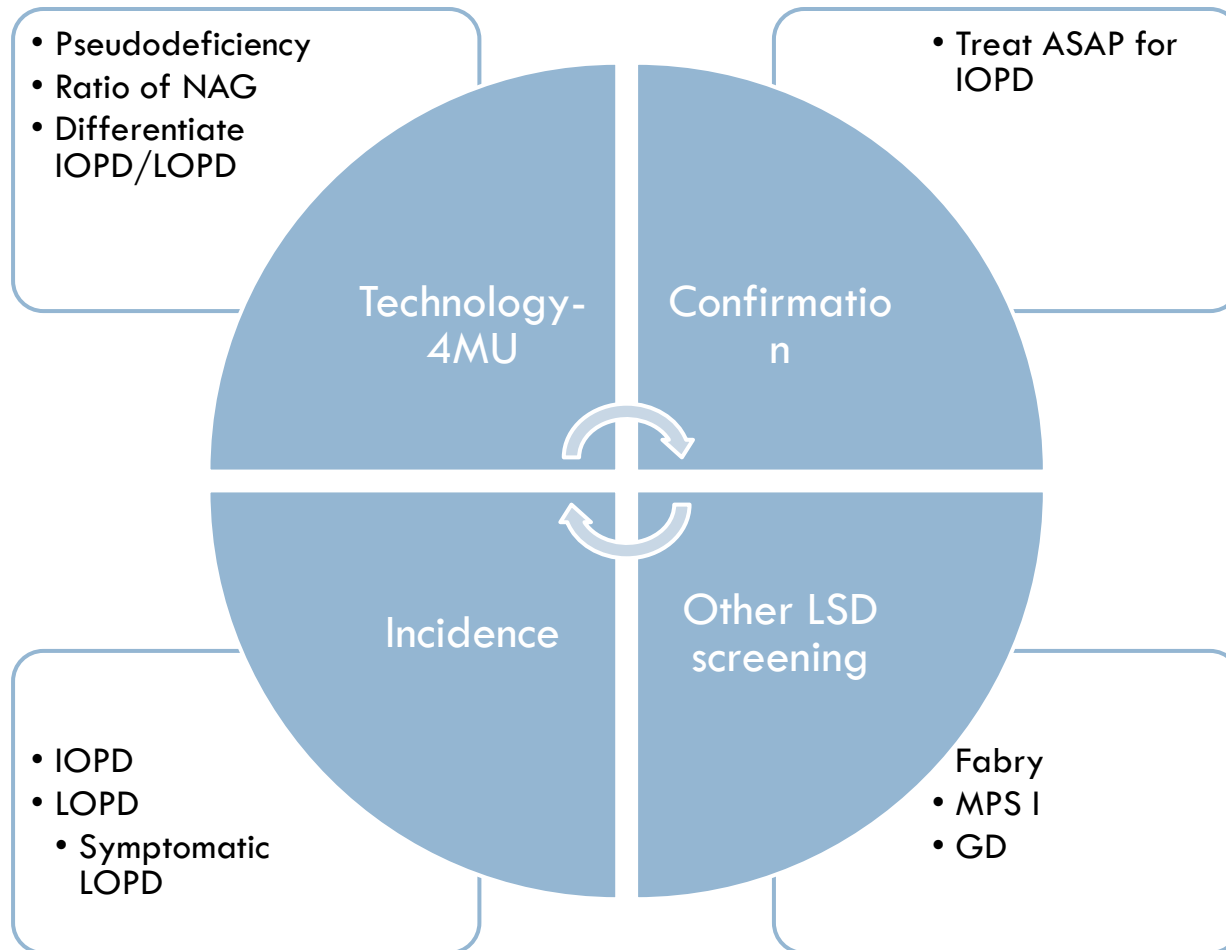 • Pseudodeficiency
• Ratio of NAG
• Differentiate
IOPD/LOPD
• Treat ASAP for
IOPD
Technology-
4MU
Confirmatio
n
Incidence
Other LSD
screening
• IOPD
• LOPD
• Symptomatic
LOPD
Fabry
• MPS I
• GD